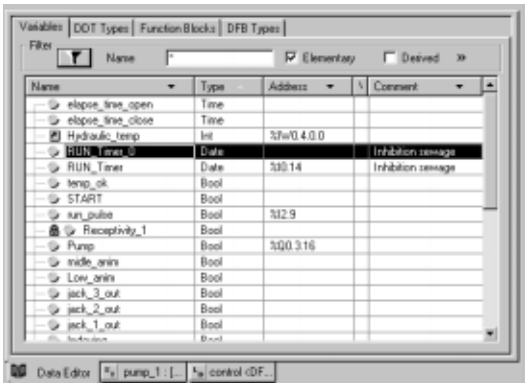 Variables DDT Types Function Blocks DFB Types
Filter
Name * Elementary Derived »
Name Type Address Comment
elapse_time_open Time
elapse_time_close Time
Hydraulic_temp Int %IW0.4.0.0
RUN_Timer_0 Date Inhibition sewage
RUN_Timer Date %I0.14 Inhibition sewage
temp_ok Bool
START Bool
run_pulse Bool %I2.9
Receptivity_1 Bool
Pump Bool %Q0.3.16
midle_anim Bool
Low_anim Bool
jack_3_out Bool
jack_2_out Bool
jack_1_out Bool
Bool
Data Editor pump_1 : [... control <DF...